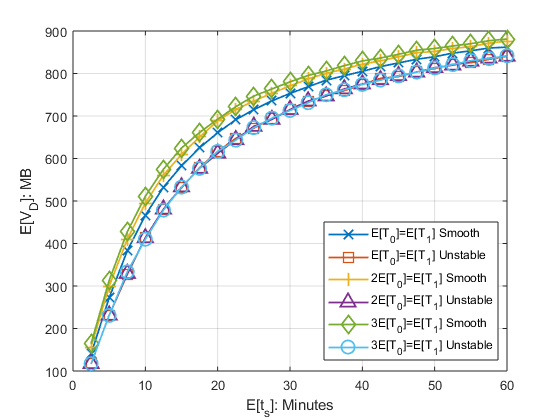 900
800
700
600
500
400
300
200
100
0
10
20
30
40
50
60
E[V_D]: MB
E[t_s]: Minutes
E[T_0]=E[T_1] Smooth
E[T_0]=E[T_1] Unstable
2E[T_0]=E[T_1] Smooth
2E[T_0]=E[T_1] Unstable
3E[T_0]=E[T_1] Smooth
3E[T_0]=E[T_1] Unstable